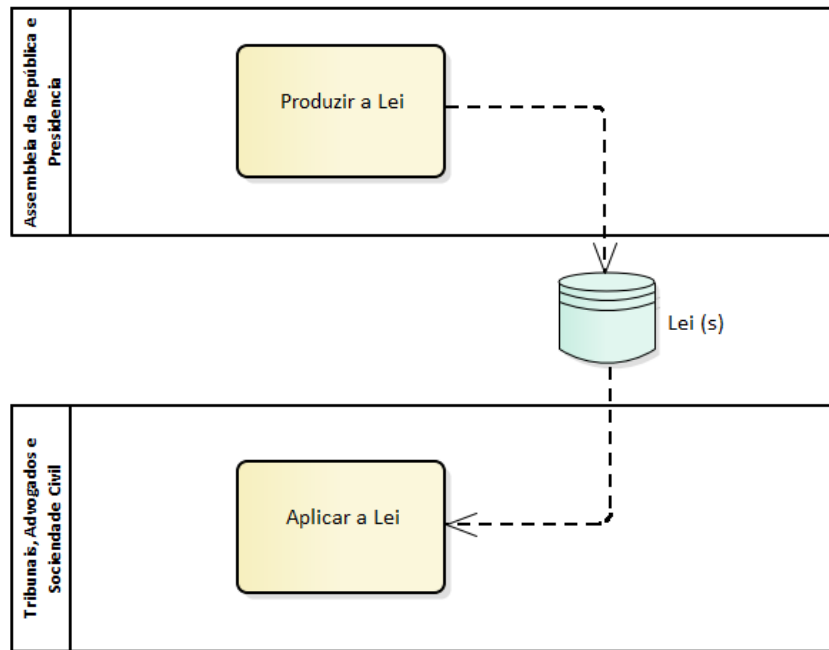 Assembleia da República e
Presidencia
Produzir a Lei
Lei (s)
Tribunais, Advogados e
Sociendade Civil
Aplicar a Lei